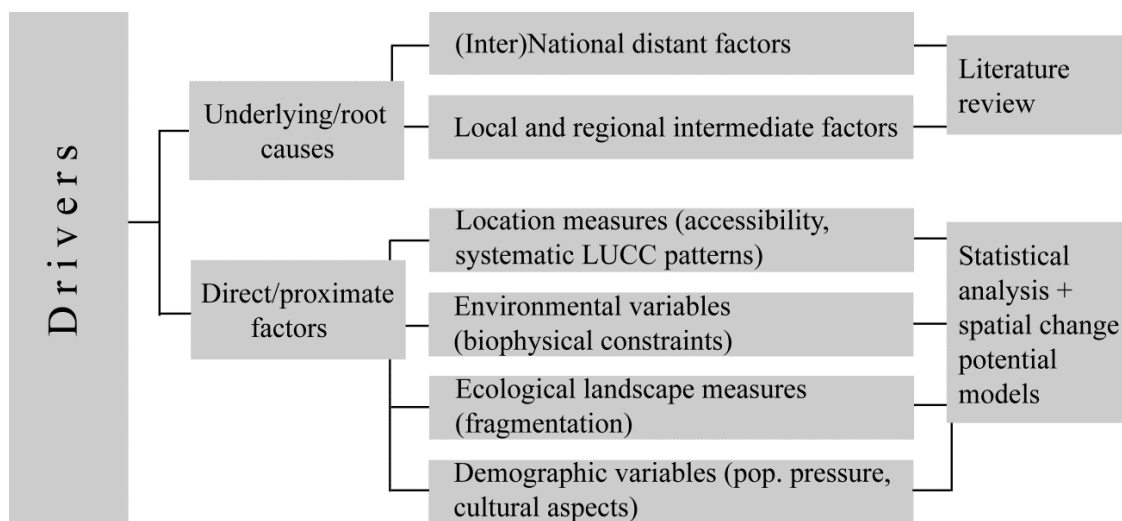 Drivers
Underlying/root
causes
Direct/proximate
factors
(Inter)National distant factors
Local and regional intermediate factors
Location measures (accessibility,
systematic LUCC patterns)
Environmental variables
(biophysical constraints)
Ecological landscape measures
(fragmentation)
Demographic variables (pop. pressure,
cultural aspects)
Literature
review
Statistical
analysis +
spatial change
potential
models